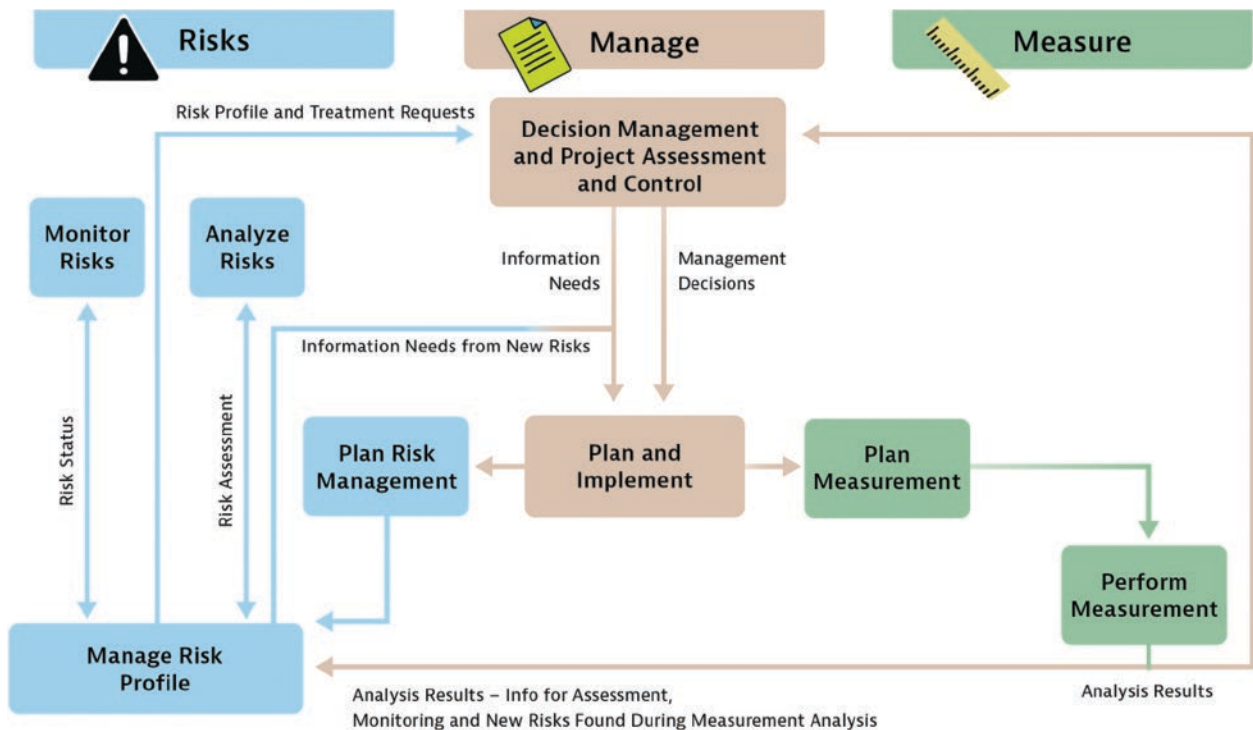 Risks
Manage
Measure
Risk Profile and Treatment Requests
Decision Management
and Project Assessment
and Control
Monitor
Risks
Analyze
Risks
Information
Needs
Management
Decisions
Information Needs from New Risks
Risk Status
Risk Assessment
Plan Risk
Management
Plan and
Implement
Plan
Measurement
Perform
Measurement
Manage Risk
Profile
Analysis Results
Analysis Results – Info for Assessment,
Monitoring and New Risks Found During Measurement Analysis